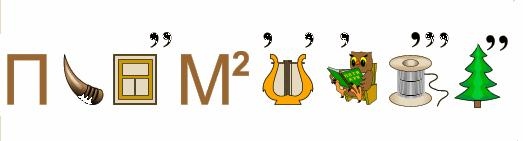 П ,, М² , , , ,,, ,,